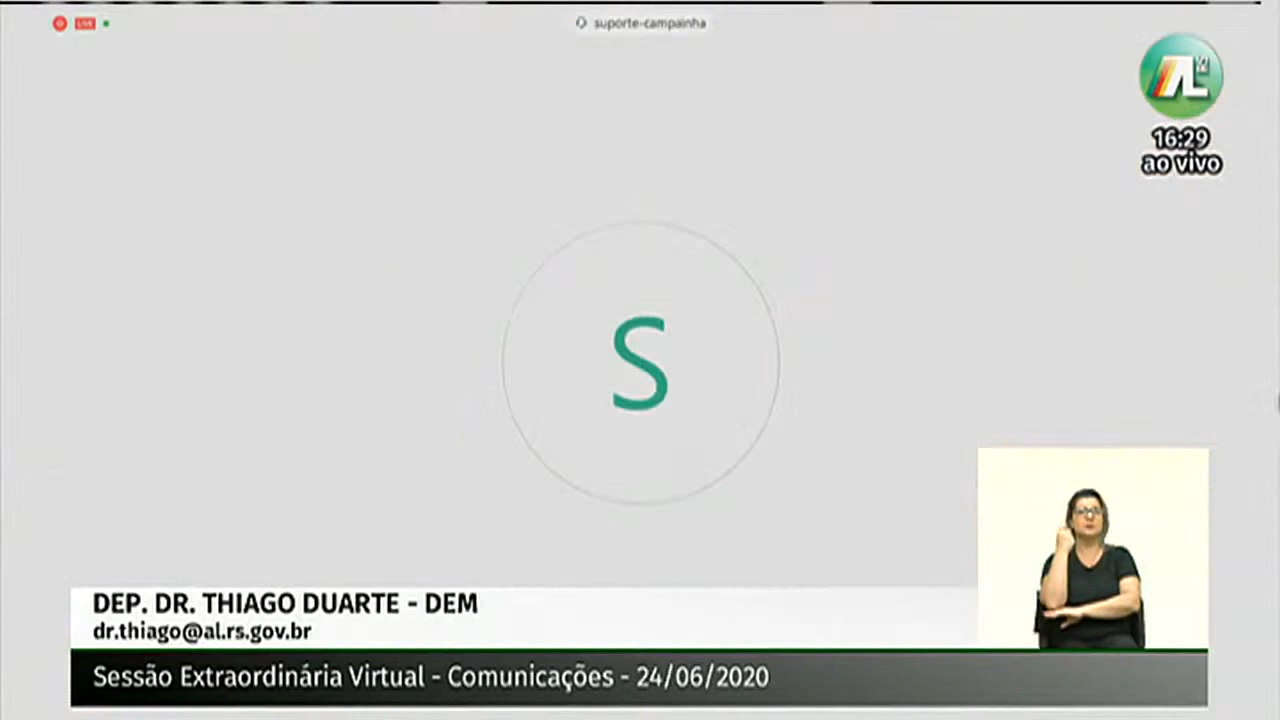 LIVE
suporte-campainha
AL
16:29
ao vivo
S
DEP. DR. THIAGO DUARTE - DEM
dr.thiago@al.rs.gov.br
Sessão Extraordinária Virtual - Comunicações - 24/06/2020